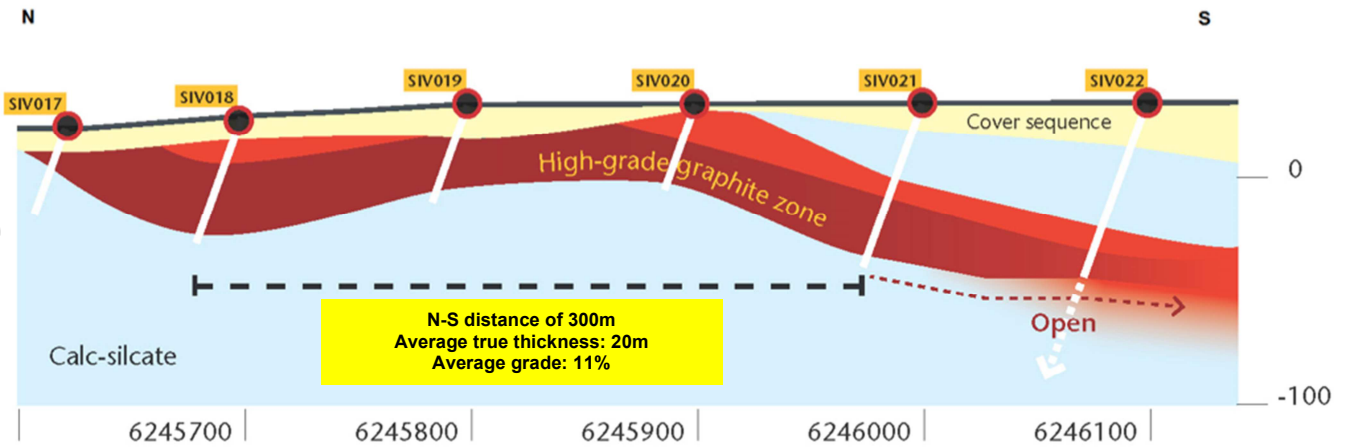 N
S
SIV017
SIV018
SIV019
SIV020
SIV021
SIV022
Cover sequence
High-grade graphite zone
0
N-S distance of 300m
Average true thickness: 20m
Average grade: 11%
Open
Calc-silcate
-100
6245700
6245800
6245900
6246000
6246100